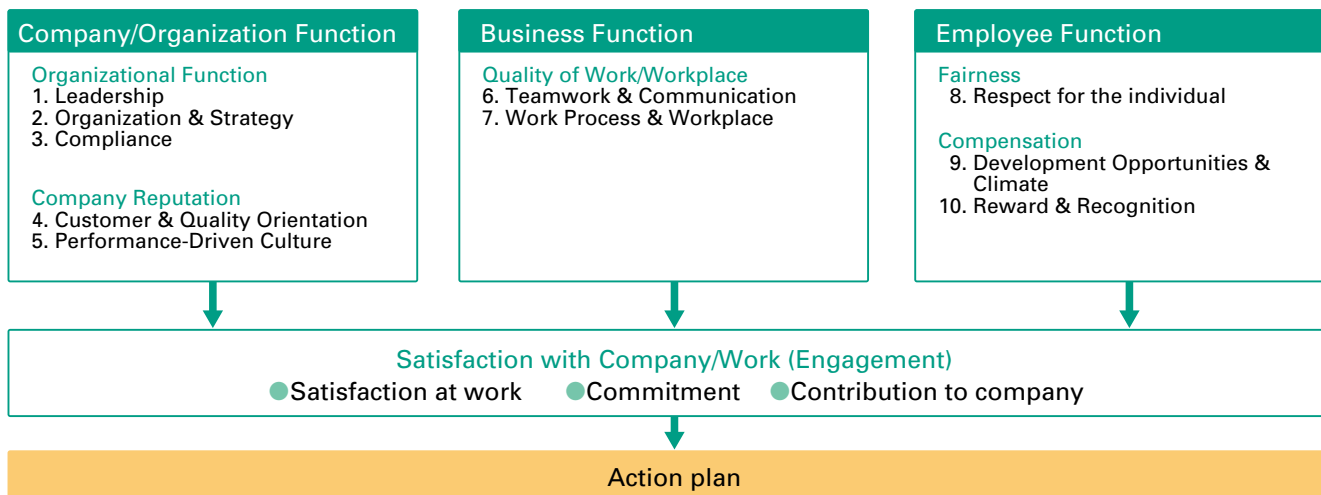 Company/Organization Function
Organizational Function
1. Leadership
2. Organization & Strategy
3. Compliance
Company Reputation
4. Customer & Quality Orientation
5. Performance-Driven Culture
Business Function
Quality of Work/Workplace
6. Teamwork & Communication
7. Work Process & Workplace
Employee Function
Fairness
8. Respect for the individual
Compensation
9. Development Opportunities &
Climate
10. Reward & Recognition
Satisfaction with Company/Work (Engagement)
●Satisfaction at work ●Commitment ●Contribution to company
Action plan